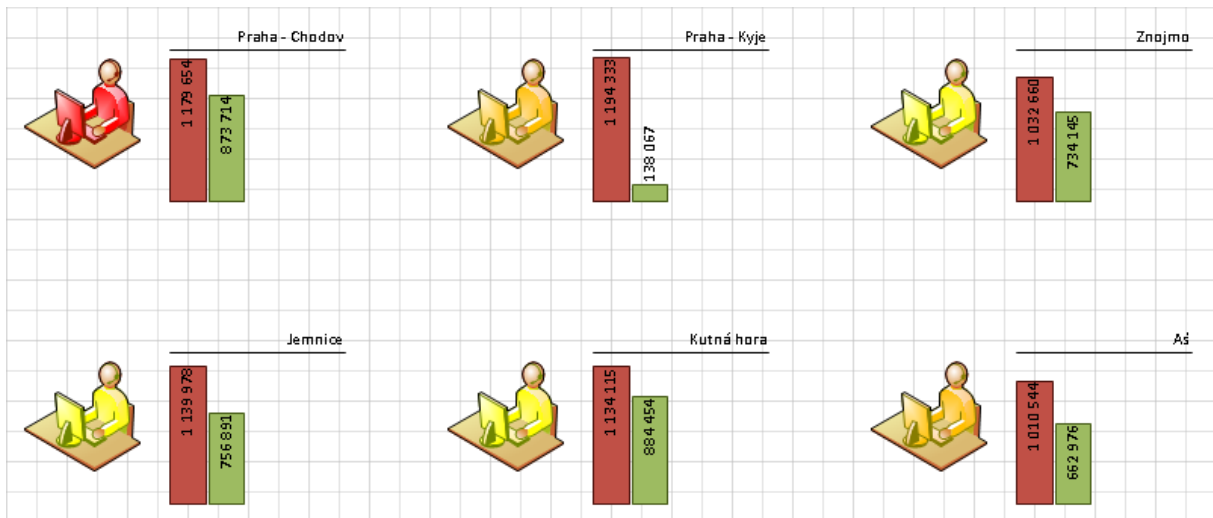 Praha - Chodov
1 179 654
873 714
Praha - Kyje
1 194 333
138 067
Znojmo
1 032 660
734 145
Jemnice
1 139 978
756 891
Kutná hora
1 134 115
884 454
Aš
1 010 544
662 976